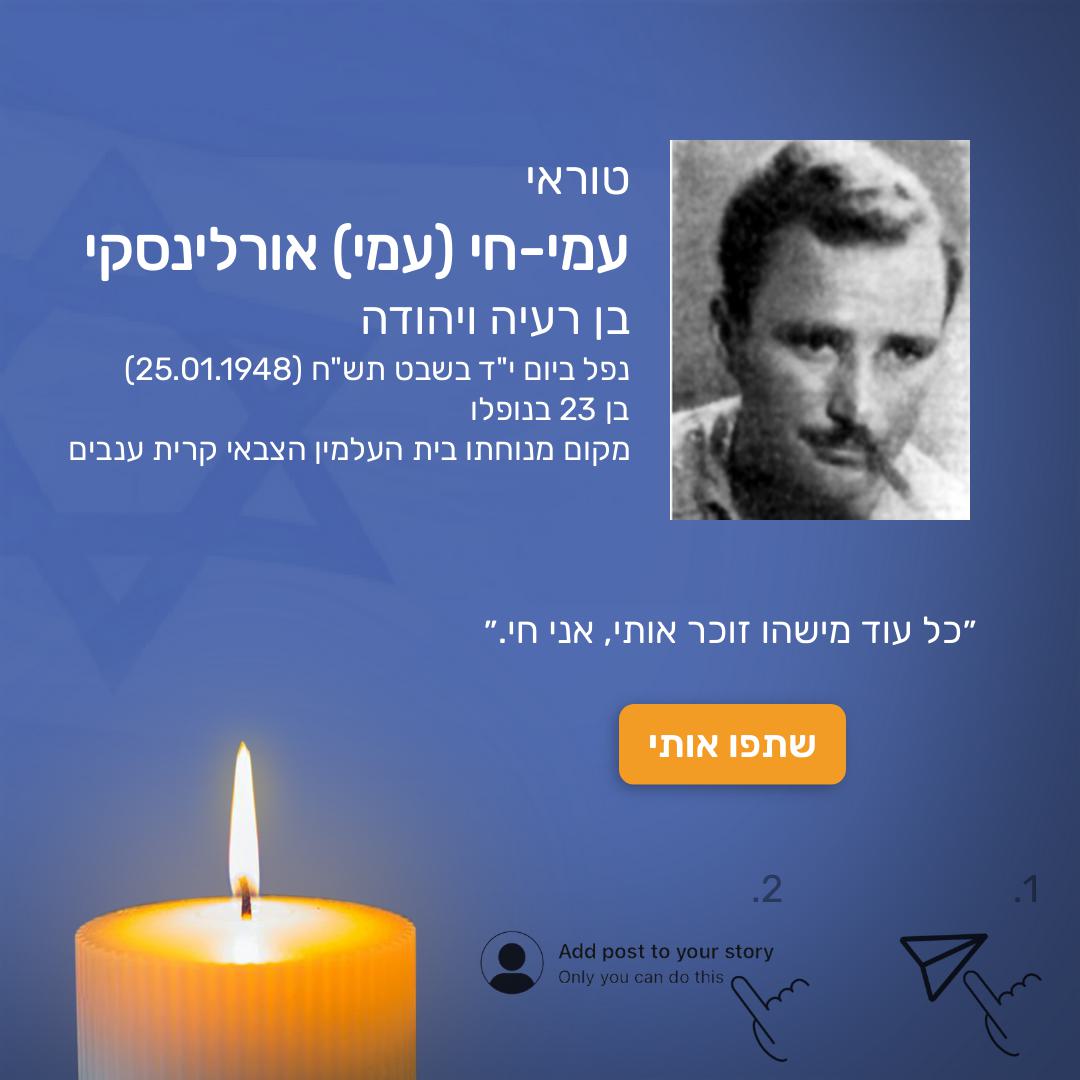 טוראי
עמי-חי (עמי) אורלינסקי
בן רעיה ויהודה
נפל ביום י"ד בשבט תש"ח (25.01.1948)
בן 23 בנופלו
מקום מנוחתו בית העלמין הצבאי קרית ענבים
״כל עוד מישהו זוכר אותי, אני חי.״
שתפו אותי
1.
2.
Add post to your story
Only you can do this